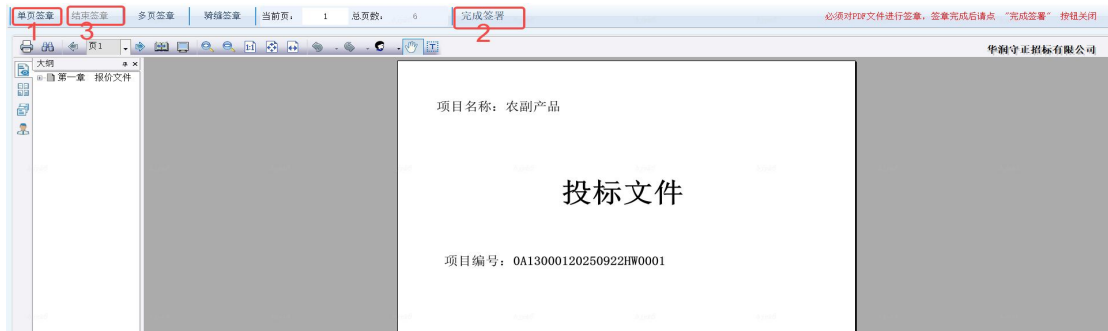 单页签章 结束签章 多页签章 骑缝签章 当前页: 1 总页数: 6 完成签署 必须对PDF文件进行签章，签章完成后请点 “完成签署” 按钮关闭
1 3 2
页1 华润守正招标有限公司
大纲
第一章 报价文件
项目名称：农副产品
投标文件
项目编号：0A13000120250922HW0001